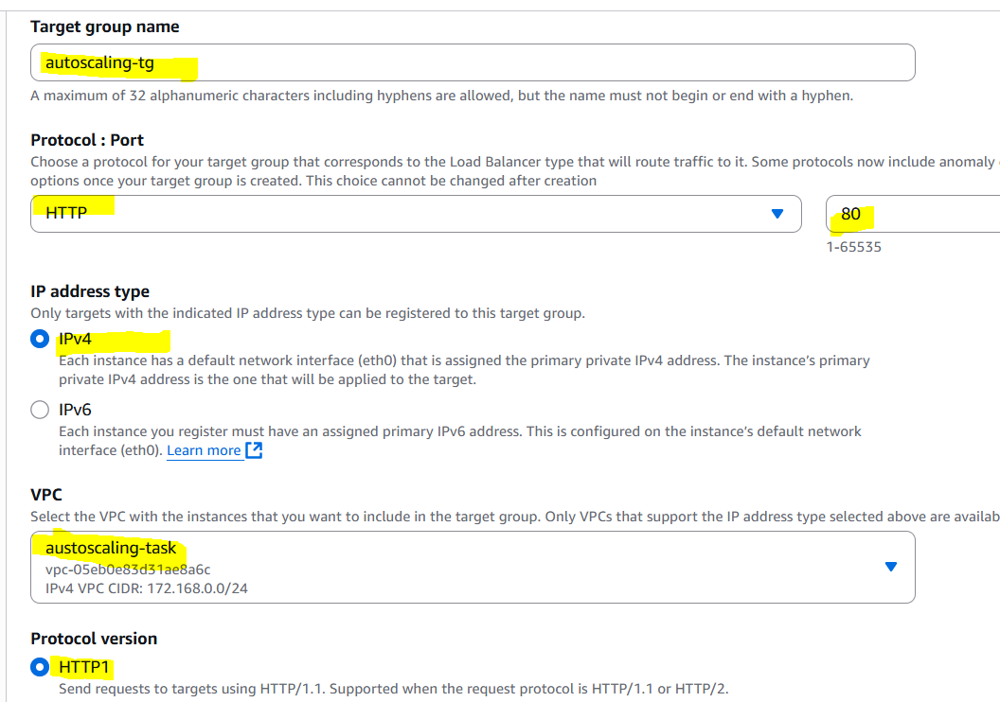 Target group name
autoscaling-tg
A maximum of 32 alphanumeric characters including hyphens are allowed, but the name must not begin or end with a hyphen.
Protocol : Port
Choose a protocol for your target group that corresponds to the Load Balancer type that will route traffic to it. Some protocols now include anomaly
options once your target group is created. This choice cannot be changed after creation
HTTP
80
1-65535
IP address type
Only targets with the indicated IP address type can be registered to this target group.
IPv4
Each instance has a default network interface (eth0) that is assigned the primary private IPv4 address. The instance's primary
private IPv4 address is the one that will be applied to the target.
IPv6
Each instance you register must have an assigned primary IPv6 address. This is configured on the instance's default network
interface (eth0). Learn more
VPC
Select the VPC with the instances that you want to include in the target group. Only VPCs that support the IP address type selected above are availab
austoscaling-task
vpc-05eb0e83d31ae8a6c
IPv4 VPC CIDR: 172.168.0.0/24
Protocol version
HTTP1
Send requests to targets using HTTP/1.1. Supported when the request protocol is HTTP/1.1 or HTTP/2.